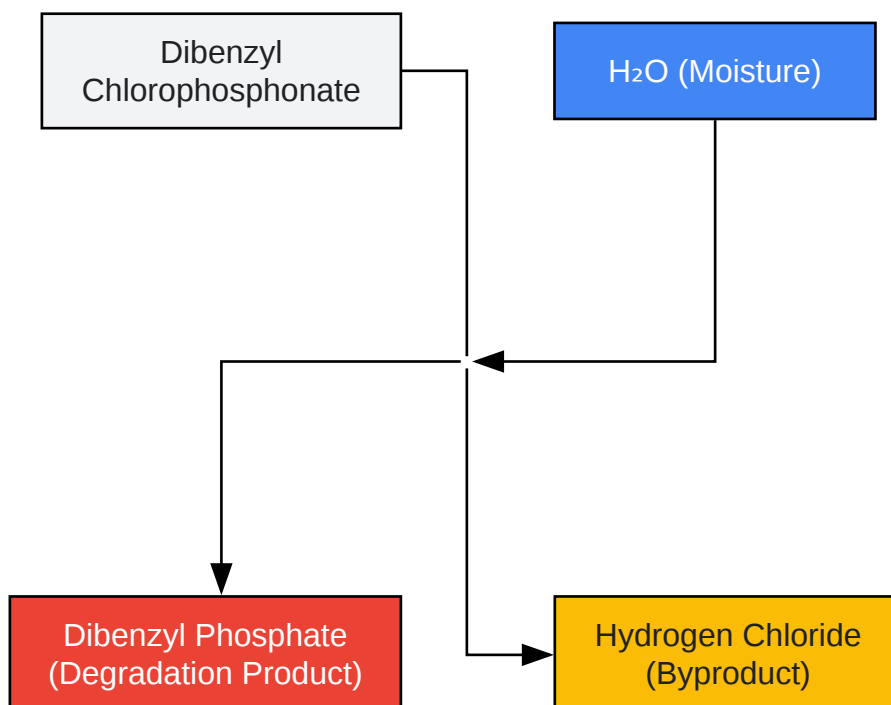 Dibenzyl
Chlorophosphonate
H₂O (Moisture)
Dibenzyl Phosphate
(Degradation Product)
Hydrogen Chloride
(Byproduct)